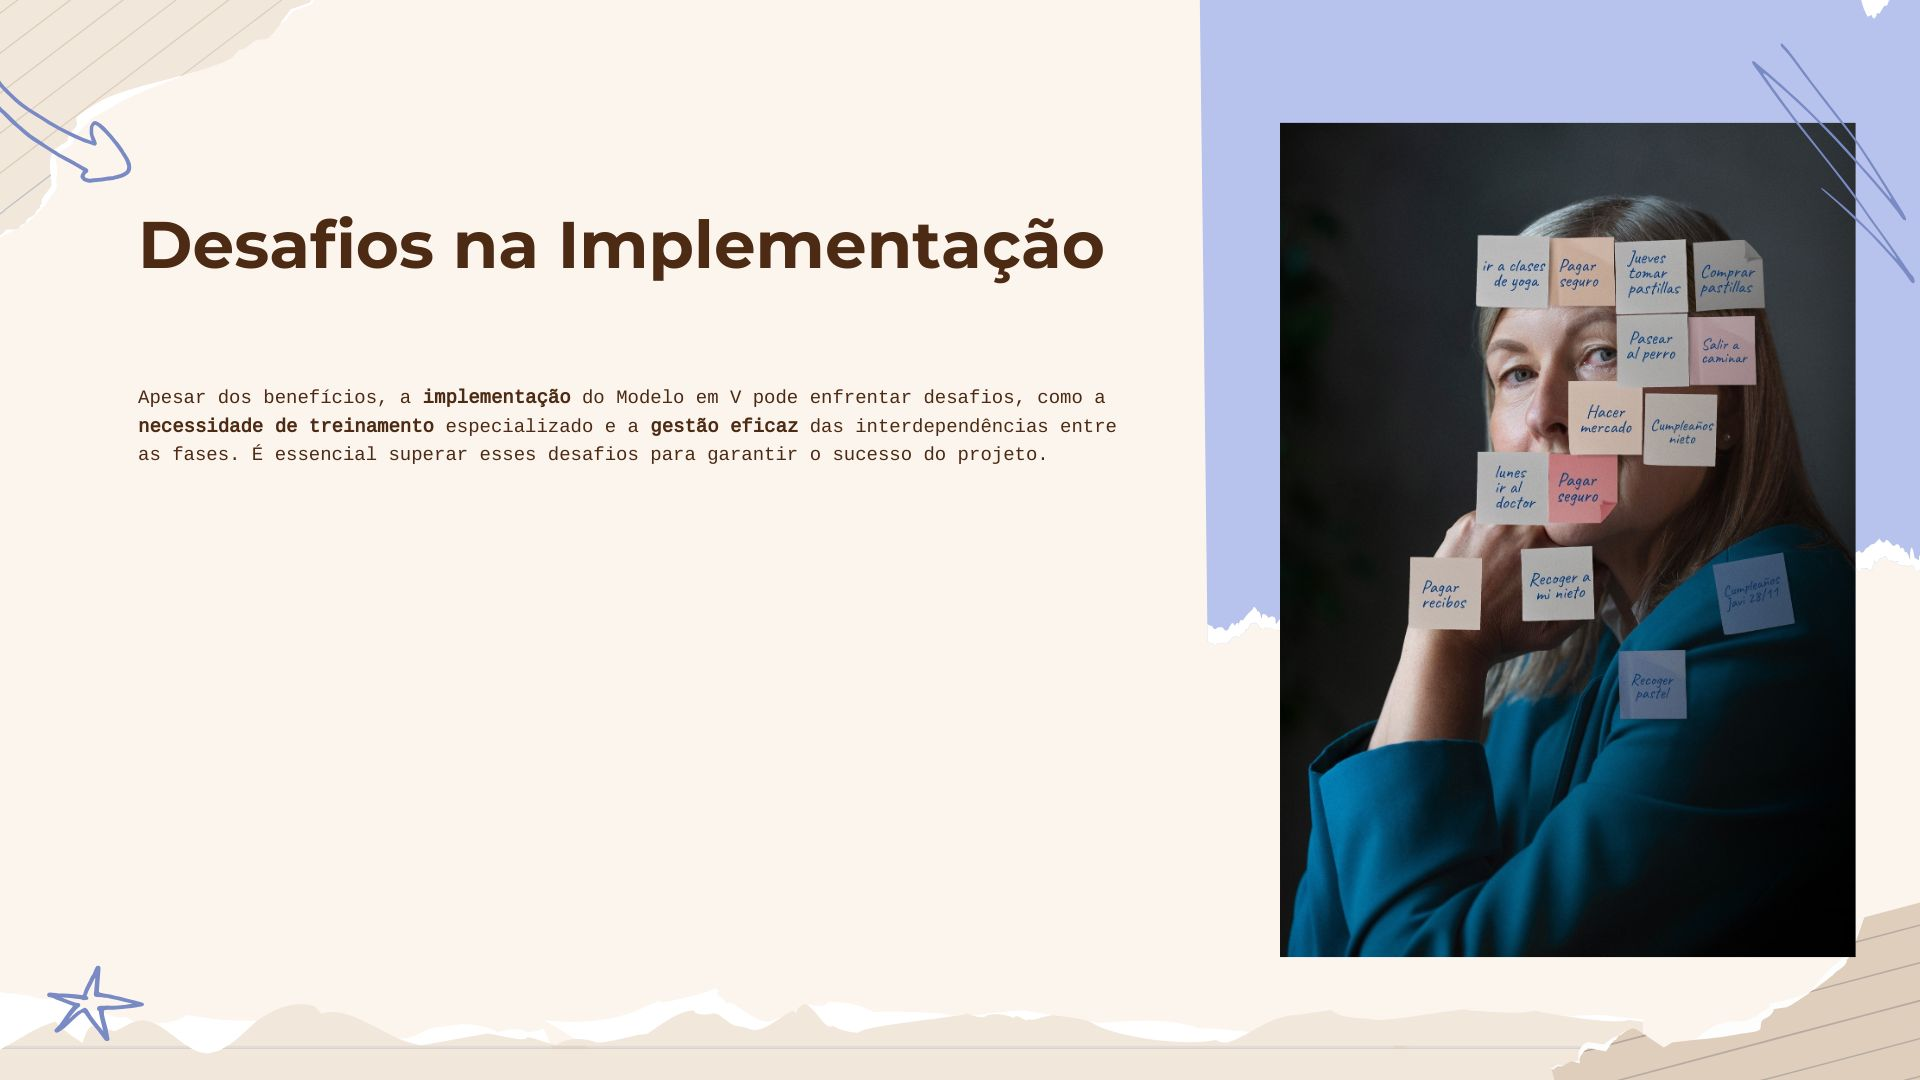 Desafios na Implementação
Apesar dos benefícios, a implementação do Modelo em V pode enfrentar desafios, como a
necessidade de treinamento especializado e a gestão eficaz das interdependências entre
as fases. É essencial superar esses desafios para garantir o sucesso do projeto.
ir a clases
de yoga
Pagar
seguro
Jueves
tomar
pastillas
Comprar
pastillas
Pasear
al perro
Salir a
caminar
Hacer
mercado
Cumpleaños
nieto
lunes
ir al
doctor
Pagar
seguro
Pagar
recibos
Recoger a
mi nieto
Cumpleaños
Javi 28/11
Recoger
pastel